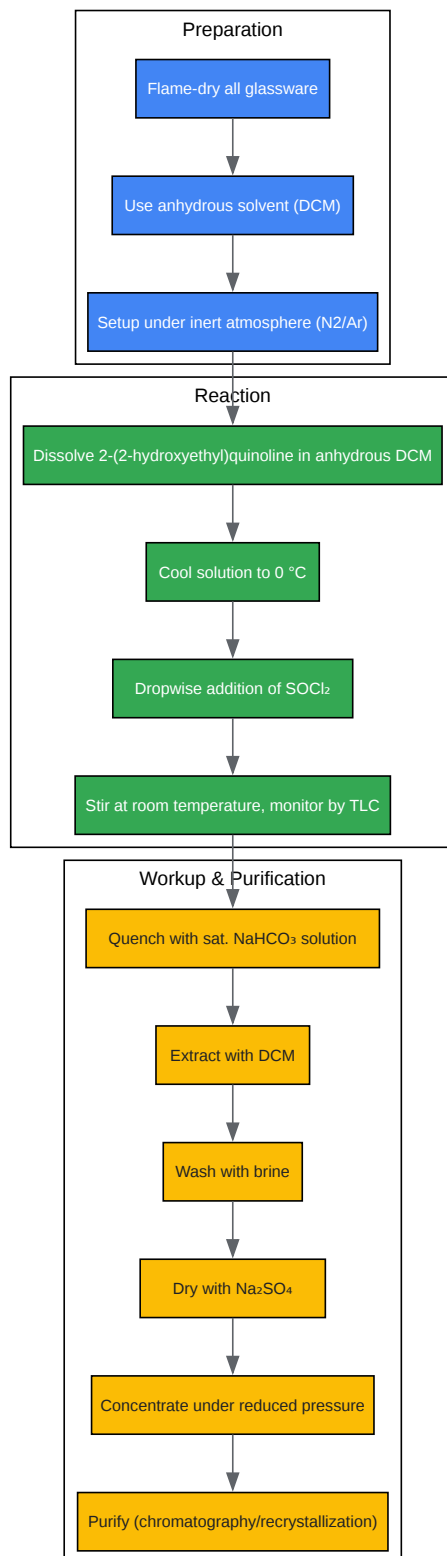 Preparation
Flame-dry all glassware
Use anhydrous solvent (DCM)
Setup under inert atmosphere (N2/Ar)
Reaction
Dissolve 2-(2-hydroxyethyl)quinoline in anhydrous DCM
Cool solution to 0 °C
Dropwise addition of SOCl₂
Stir at room temperature, monitor by TLC
Workup & Purification
Quench with sat. NaHCO₃ solution
Extract with DCM
Wash with brine
Dry with Na₂SO₄
Concentrate under reduced pressure
Purify (chromatography/recrystallization)